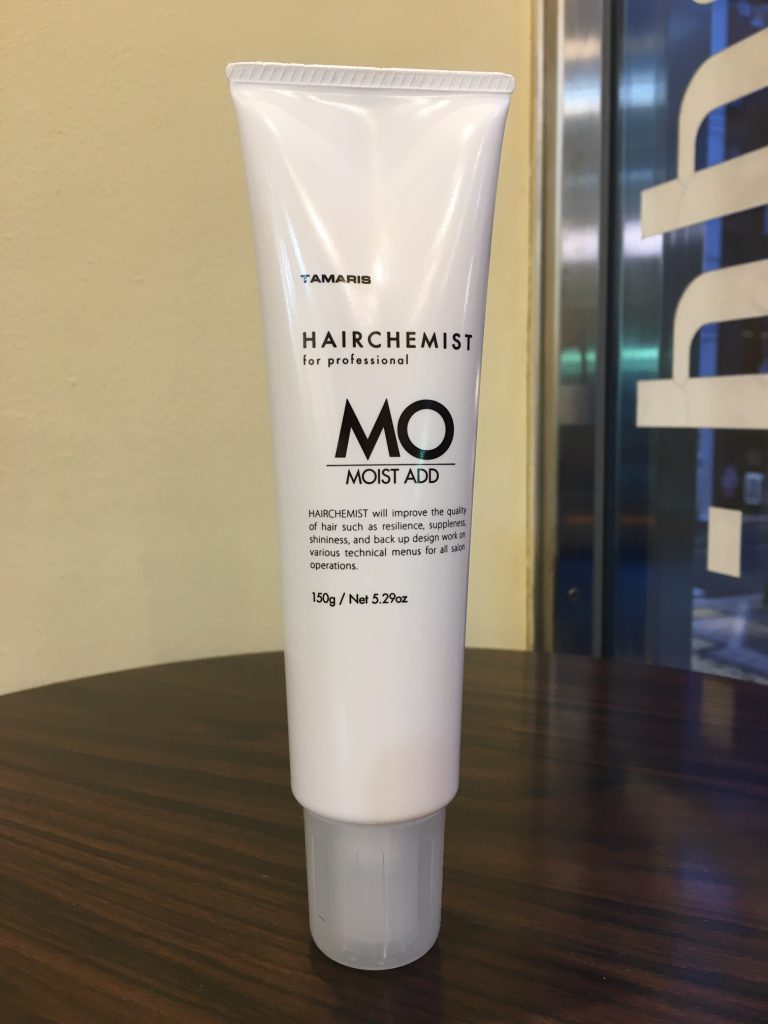 TAMARIS
HAIRCHEMIST
for professional
MO
MOIST ADD
HAIRCHEMIST will improve the quality
of hair such as resilience, suppleness,
shininess, and back up design work on
various technical menus for all salon
operations.
150g / Net 5.29oz